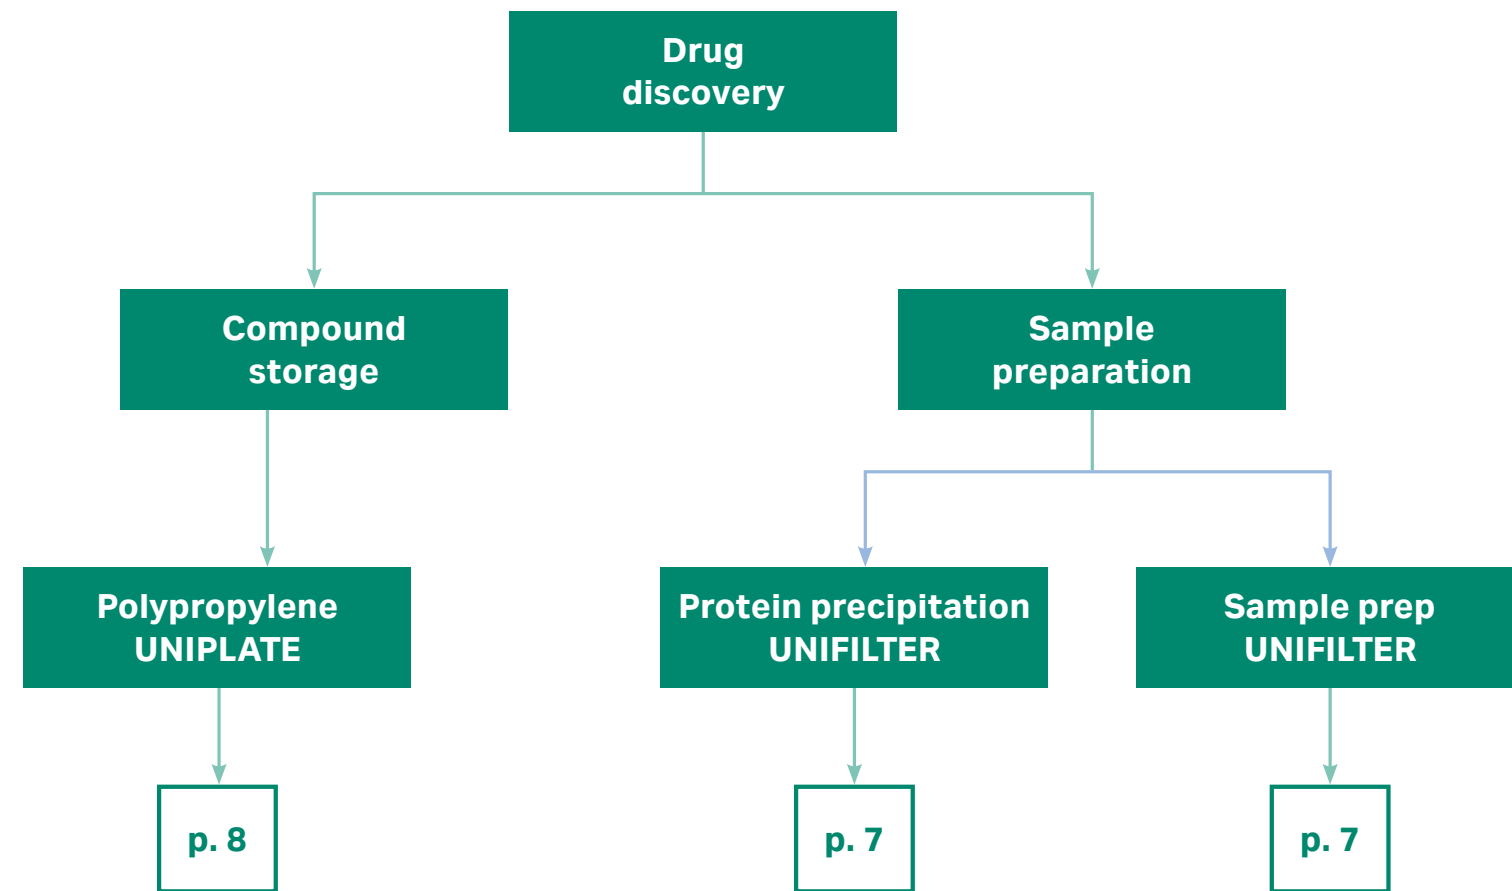 Drug
discovery
Compound
storage
Sample
preparation
Polypropylene
UNIPLATE
Protein precipitation
UNIFILTER
Sample prep
UNIFILTER
p. 8
p. 7
p. 7